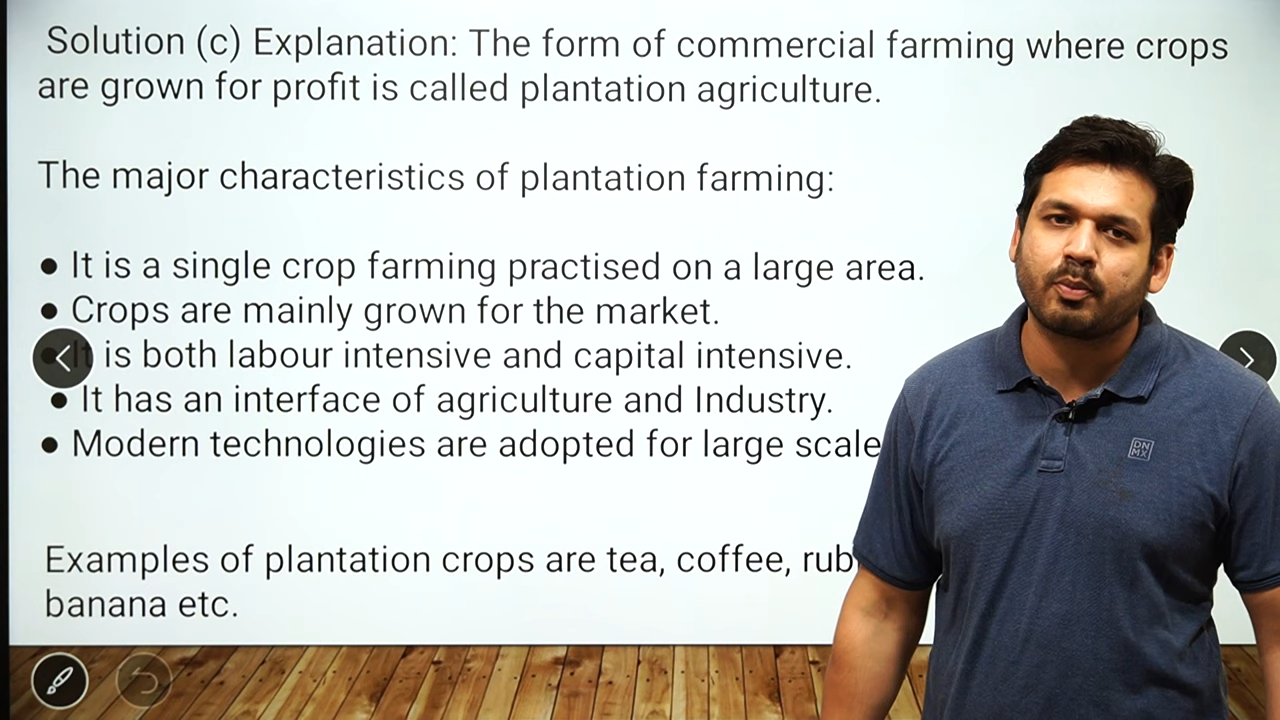 Solution (c) Explanation: The form of commercial farming where crops
are grown for profit is called plantation agriculture.
The major characteristics of plantation farming:
● It is a single crop farming practised on a large area.
● Crops are mainly grown for the market.
● It is both labour intensive and capital intensive.
● It has an interface of agriculture and Industry.
● Modern technologies are adopted for large scale
Examples of plantation crops are tea, coffee,
banana etc.
DN
MX